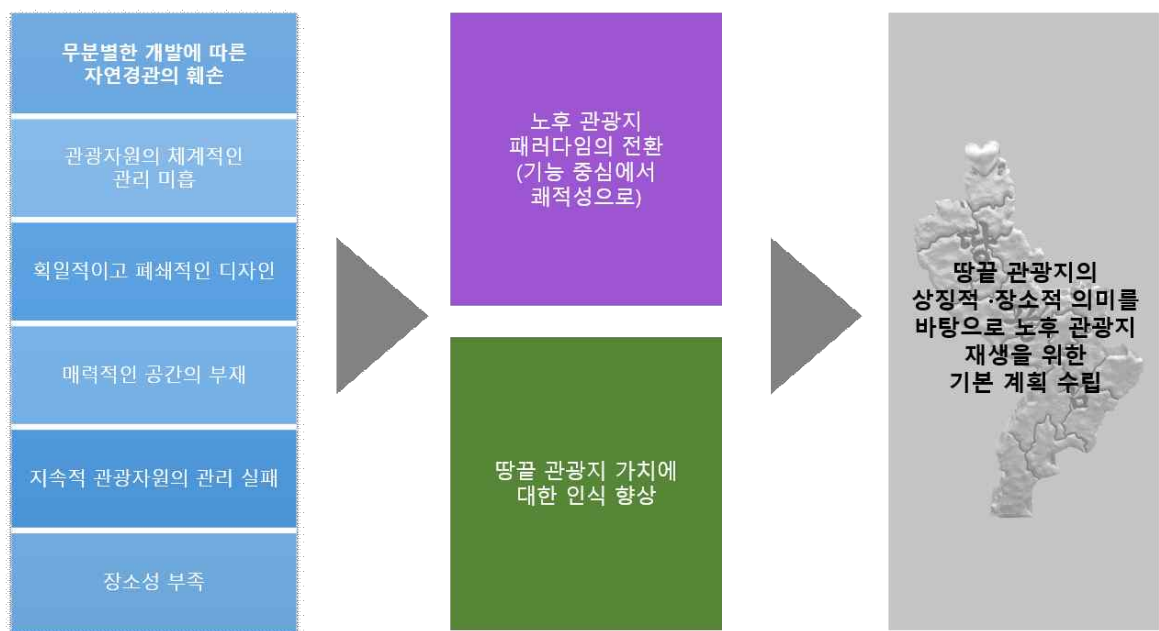 무분별한 개발에 따른
자연경관의 훼손
관광자원의 체계적인
관리 미흡
획일적이고 폐쇄적인 디자인
매력적인 공간의 부재
지속적 관광자원의 관리 실패
장소성 부족
노후 관광지
패러다임의 전환
(기능 중심에서
쾌적성으로)
땅끝 관광지 가치에
대한 인식 향상
땅끝 관광지의
상징적 ·장소적 의미를
바탕으로 노후 관광지
재생을 위한
기본 계획 수립